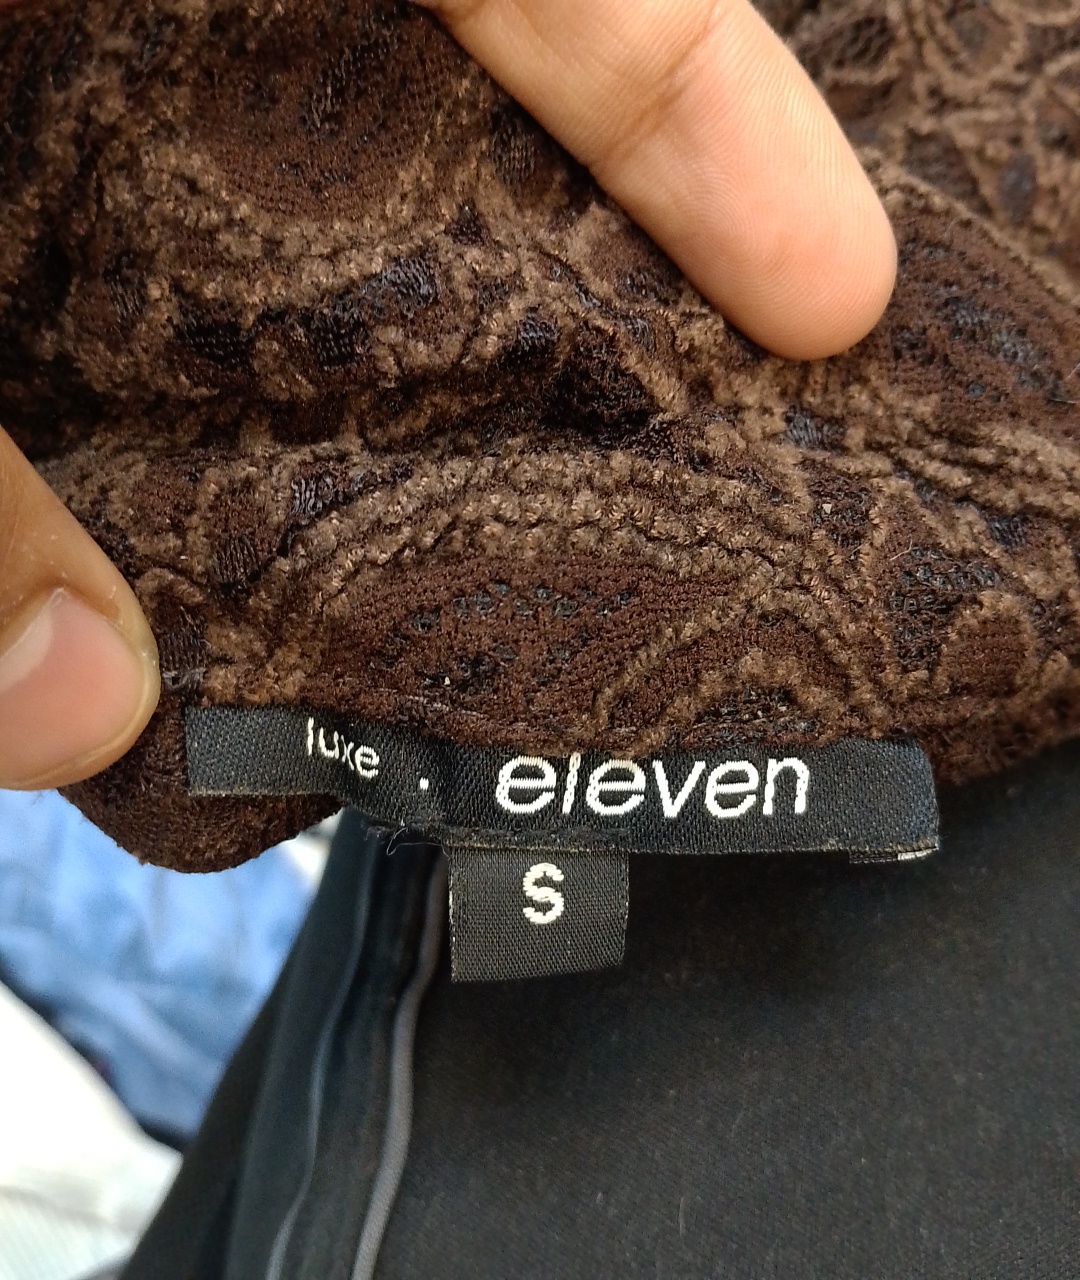 luxe . eleven
S